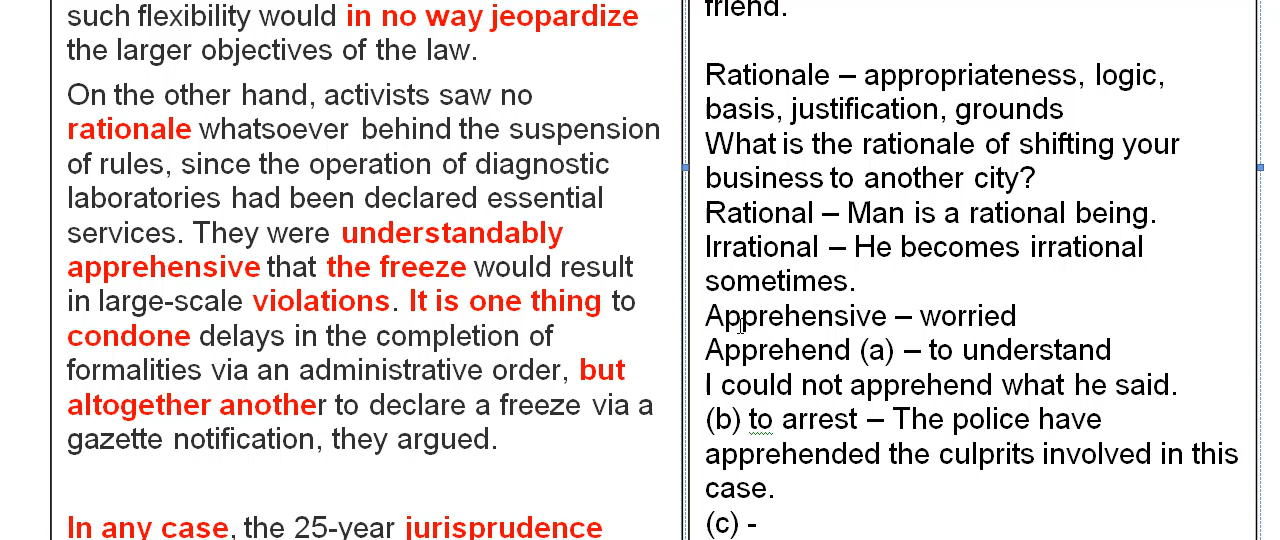 such flexibility would in no way jeopardize
the larger objectives of the law.
On the other hand, activists saw no
rationale whatsoever behind the suspension
of rules, since the operation of diagnostic
laboratories had been declared essential
services. They were understandably
apprehensive that the freeze would result
in large-scale violations. It is one thing to
condone delays in the completion of
formalities via an administrative order, but
altogether another to declare a freeze via a
gazette notification, they argued.
In any case, the 25-year jurisprudence
friend.
Rationale – appropriateness, logic,
basis, justification, grounds
What is the rationale of shifting your
business to another city?
Rational – Man is a rational being.
Irrational – He becomes irrational
sometimes.
Apprehensive – worried
Apprehend (a) – to understand
I could not apprehend what he said.
(b) to arrest – The police have
apprehended the culprits involved in this
case.
(c) -